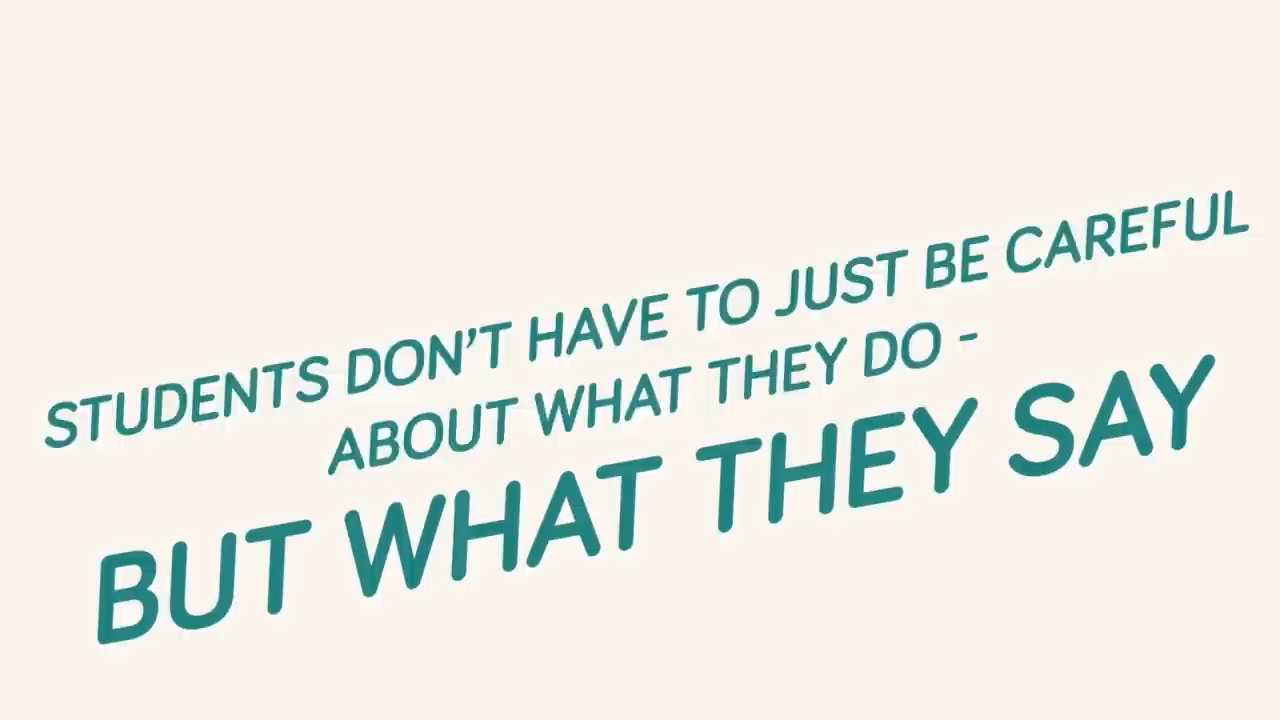 STUDENTS DON'T HAVE TO JUST BE CAREFUL
ABOUT WHAT THEY DO -
BUT WHAT THEY SAY